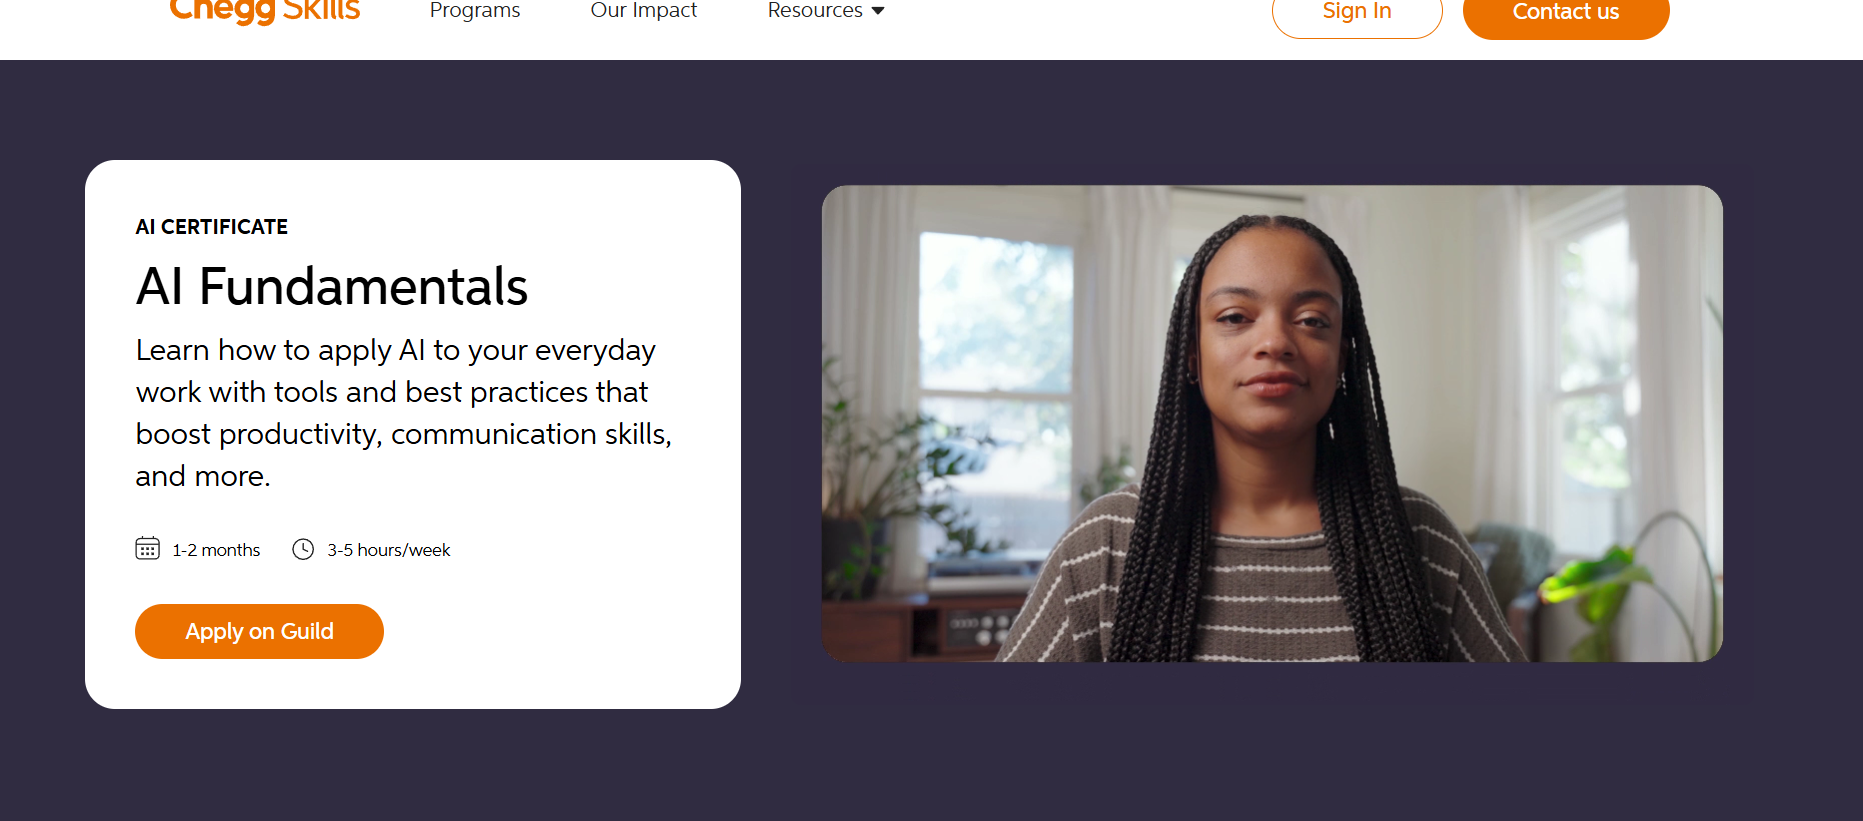 Chegg Skills
Programs
Our Impact
Resources
Sign In
Contact us
AI CERTIFICATE
AI Fundamentals
Learn how to apply AI to your everyday
work with tools and best practices that
boost productivity, communication skills,
and more.
1-2 months
3-5 hours/week
Apply on Guild